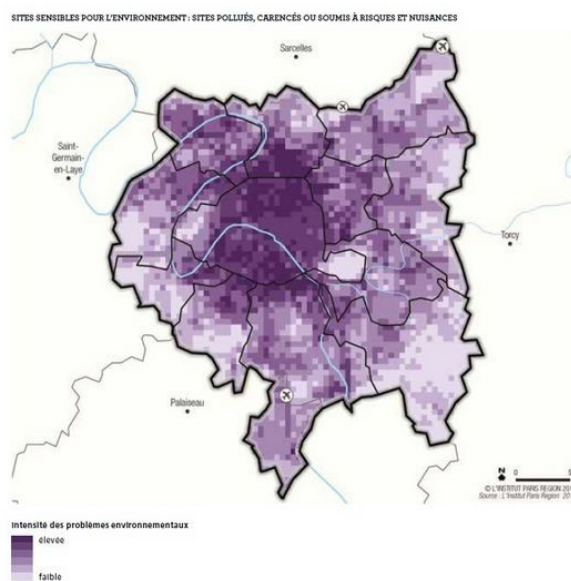 SITES SENSIBLES POUR L'ENVIRONNEMENT : SITES POLLUÉS, CARENCÉS OU SOUMIS À RISQUES ET NUISANCES
Sarcelles
Saint-
Germain-
en-Laye
Torcy
Palaiseau
N
0
© L'INSTITUT PARIS REGION
Source : L'Institut Paris Region
Intensité des problèmes environnementaux
élevée
faible